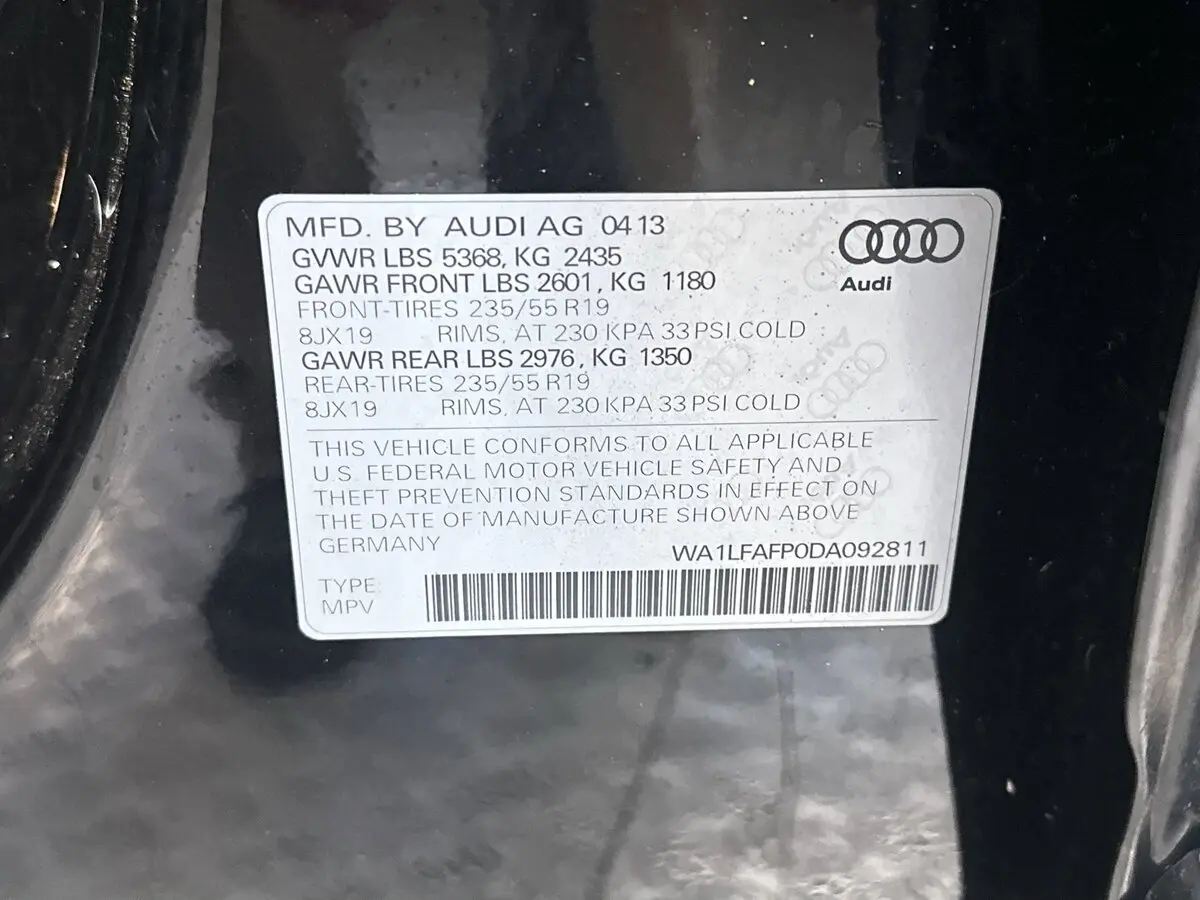 MFD. BY AUDI AG 0413
GVWR LBS 5368, KG 2435
GAWR FRONT LBS 2601, KG 1180
FRONT-TIRES 235/55 R19
8JX19 RIMS, AT 230 KPA 33 PSI COLD
GAWR REAR LBS 2976, KG 1350
REAR-TIRES 235/55 R19
8JX19 RIMS, AT 230 KPA 33 PSI COLD
Audi
THIS VEHICLE CONFORMS TO ALL APPLICABLE
U.S. FEDERAL MOTOR VEHICLE SAFETY AND
THEFT PREVENTION STANDARDS IN EFFECT ON
THE DATE OF MANUFACTURE SHOWN ABOVE
GERMANY
WA1LFAFP0DA092811
TYPE:
MPV